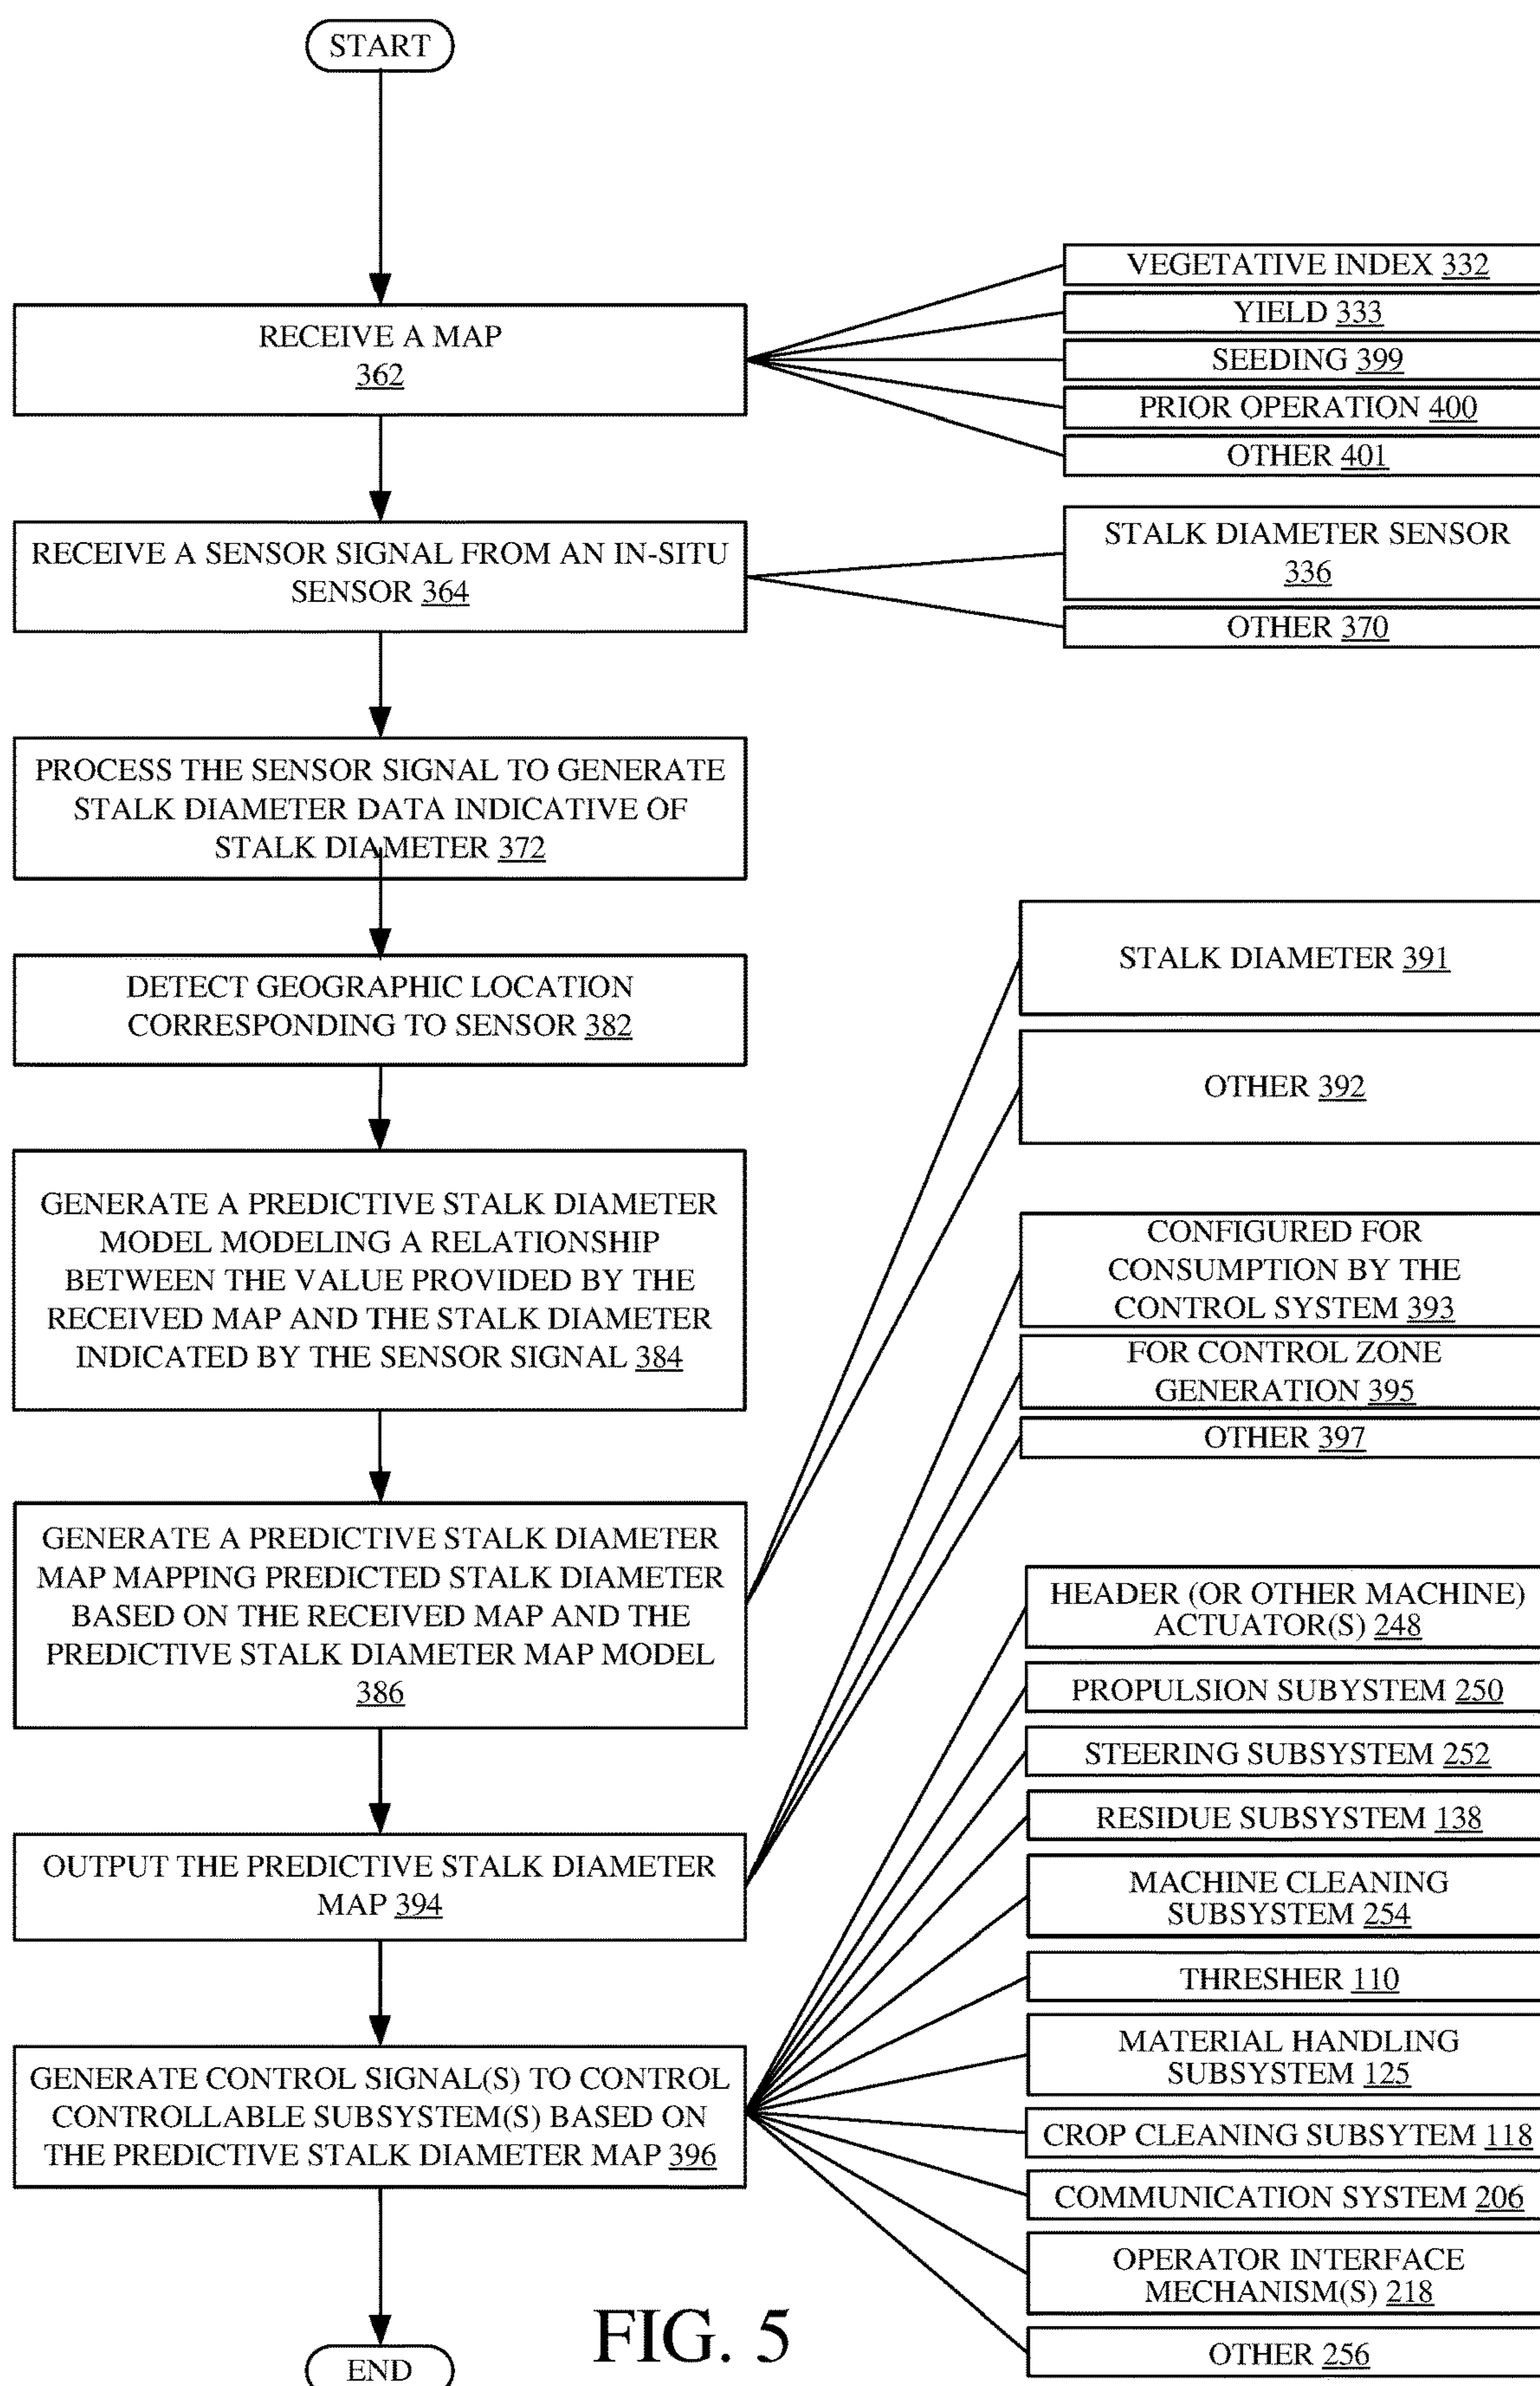 START
RECEIVE A MAP
362
VEGETATIVE INDEX 332
YIELD 333
SEEDING 399
PRIOR OPERATION 400
OTHER 401
RECEIVE A SENSOR SIGNAL FROM AN IN-SITU
SENSOR 364
STALK DIAMETER SENSOR
336
OTHER 370
PROCESS THE SENSOR SIGNAL TO GENERATE
STALK DIAMETER DATA INDICATIVE OF
STALK DIAMETER 372
DETECT GEOGRAPHIC LOCATION
CORRESPONDING TO SENSOR 382
GENERATE A PREDICTIVE STALK DIAMETER
MODEL MODELING A RELATIONSHIP
BETWEEN THE VALUE PROVIDED BY THE
RECEIVED MAP AND THE STALK DIAMETER
INDICATED BY THE SENSOR SIGNAL 384
GENERATE A PREDICTIVE STALK DIAMETER
MAP MAPPING PREDICTED STALK DIAMETER
BASED ON THE RECEIVED MAP AND THE
PREDICTIVE STALK DIAMETER MAP MODEL
386
STALK DIAMETER 391
OTHER 392
OUTPUT THE PREDICTIVE STALK DIAMETER
MAP 394
CONFIGURED FOR
CONSUMPTION BY THE
CONTROL SYSTEM 393
FOR CONTROL ZONE
GENERATION 395
OTHER 397
GENERATE CONTROL SIGNAL(S) TO CONTROL
CONTROLLABLE SUBSYSTEM(S) BASED ON
THE PREDICTIVE STALK DIAMETER MAP 396
HEADER (OR OTHER MACHINE)
ACTUATOR(S) 248
PROPULSION SUBYSTEM 250
STEERING SUBSYSTEM 252
RESIDUE SUBSYSTEM 138
MACHINE CLEANING
SUBSYSTEM 254
THRESHER 110
MATERIAL HANDLING
SUBSYSTEM 125
CROP CLEANING SUBSYTEM 118
COMMUNICATION SYSTEM 206
OPERATOR INTERFACE
MECHANISM(S) 218
OTHER 256
END
FIG. 5